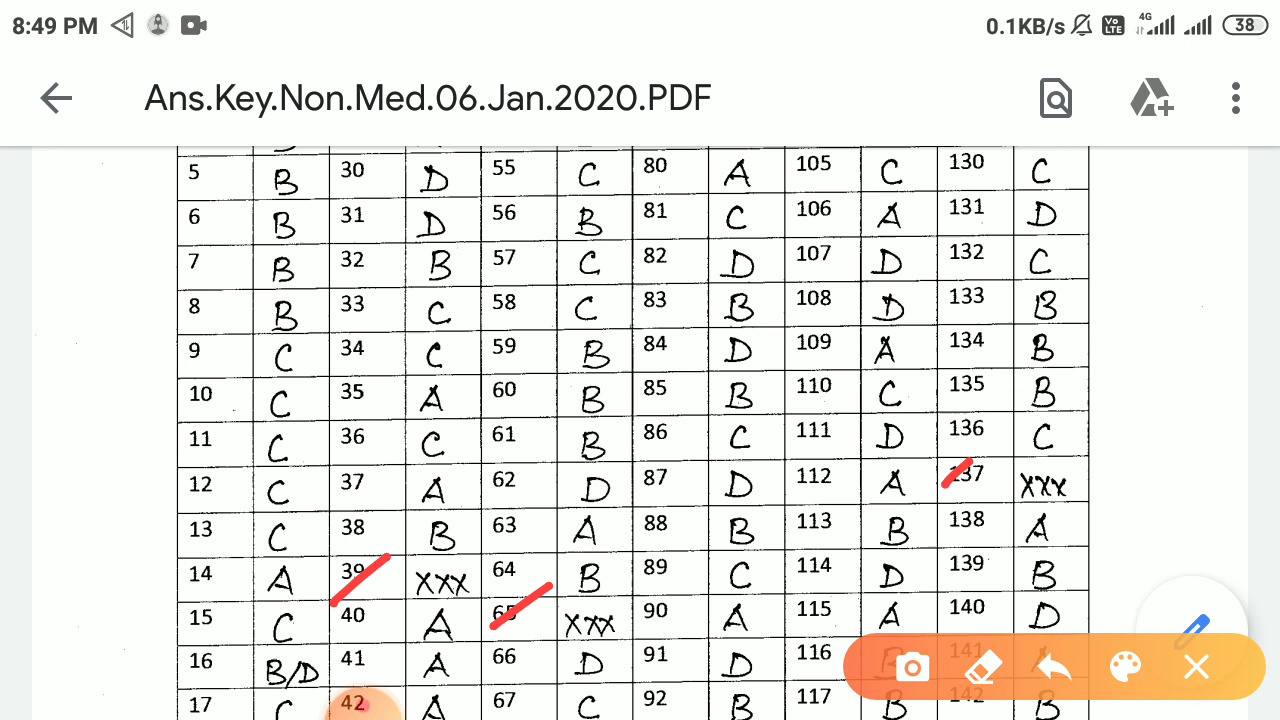 8:49 PM 0.1KB/s Vo LTE 4G 38
Ans.Key.Non.Med.06.Jan.2020.PDF
5 B 30 D 55 C 80 A 105 C 130 C
6 B 31 D 56 B 81 C 106 A 131 D
7 B 32 B 57 C 82 D 107 D 132 C
8 B 33 C 58 C 83 B 108 D 133 B
9 C 34 C 59 B 84 D 109 A 134 B
10 C 35 A 60 B 85 B 110 C 135 B
11 C 36 C 61 B 86 C 111 D 136 C
12 C 37 A 62 D 87 D 112 A 137 XXX
13 C 38 B 63 A 88 B 113 B 138 A
14 A 39 XXX 64 B 89 C 114 D 139 B
15 C 40 A 65 XXX 90 A 115 A 140 D
16 B/D 41 A 66 D 91 D 116 B 141
17 C 42 A 67 C 92 B 117 B 142 B